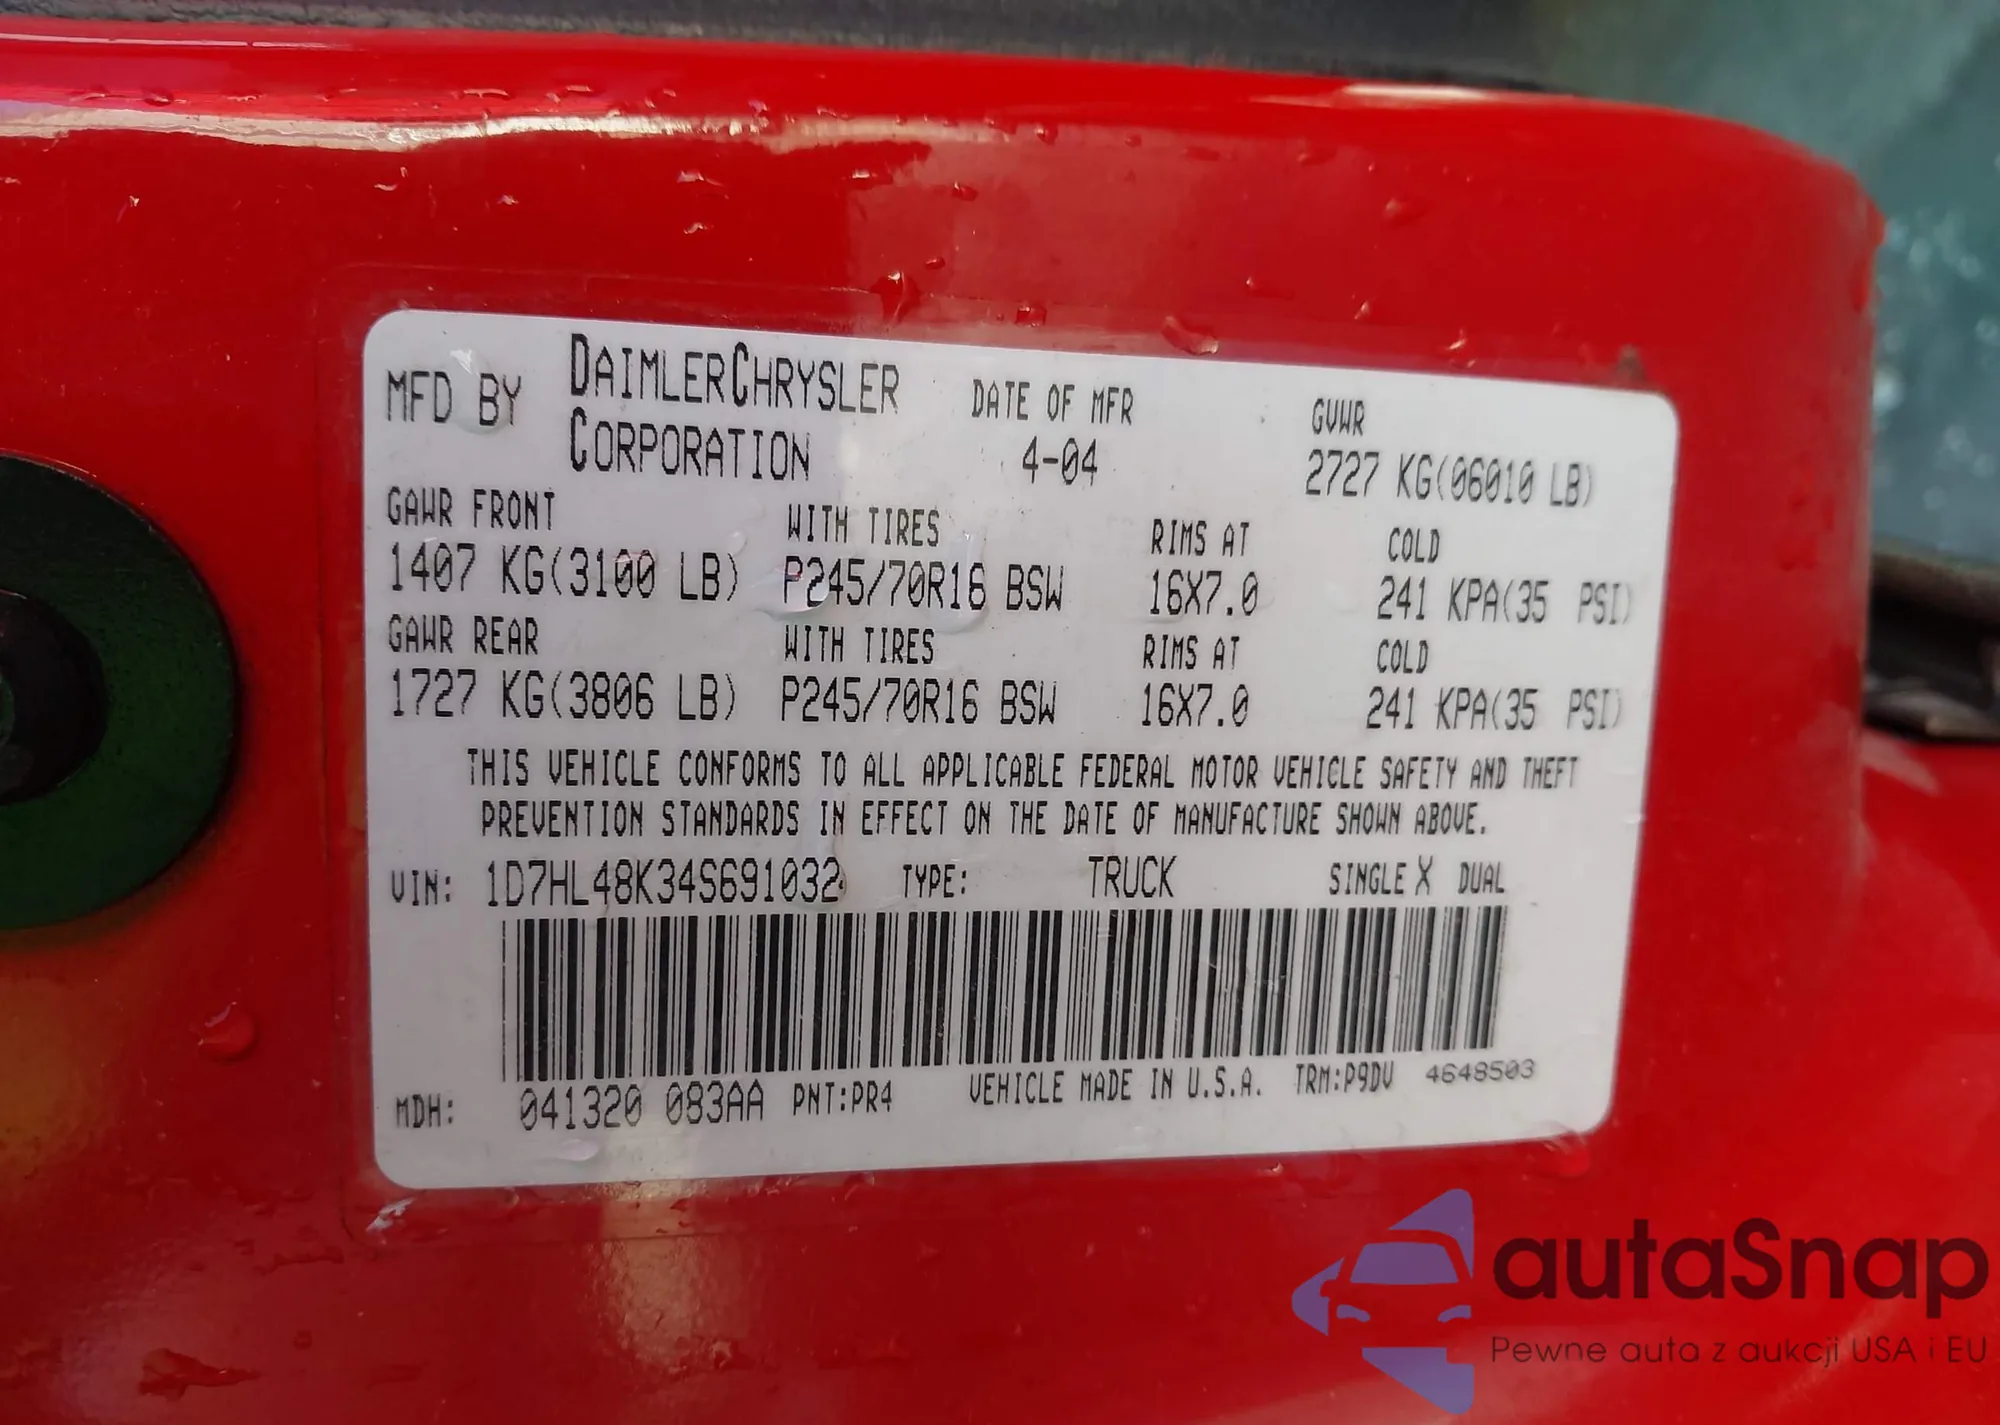 MFD BY DAIMLERCHRYSLER CORPORATION DATE OF MFR 4-04 GVWR 2727 KG(06010 LB)
GAWR FRONT WITH TIRES RIMS AT COLD
1407 KG(3100 LB) P245/70R16 BSW 16X7.0 241 KPA(35 PSI)
GAWR REAR WITH TIRES RIMS AT COLD
1727 KG(3806 LB) P245/70R16 BSW 16X7.0 241 KPA(35 PSI)
THIS VEHICLE CONFORMS TO ALL APPLICABLE FEDERAL MOTOR VEHICLE SAFETY AND THEFT
PREVENTION STANDARDS IN EFFECT ON THE DATE OF MANUFACTURE SHOWN ABOVE.
VIN: 1D7HL48K34S691032 TYPE: TRUCK SINGLE X DUAL
MDH: 041320 083AA PNT:PR4 VEHICLE MADE IN U.S.A. TRM:P9DV 4648503
autaSnap
Pewne auta z aukcji USA i EU